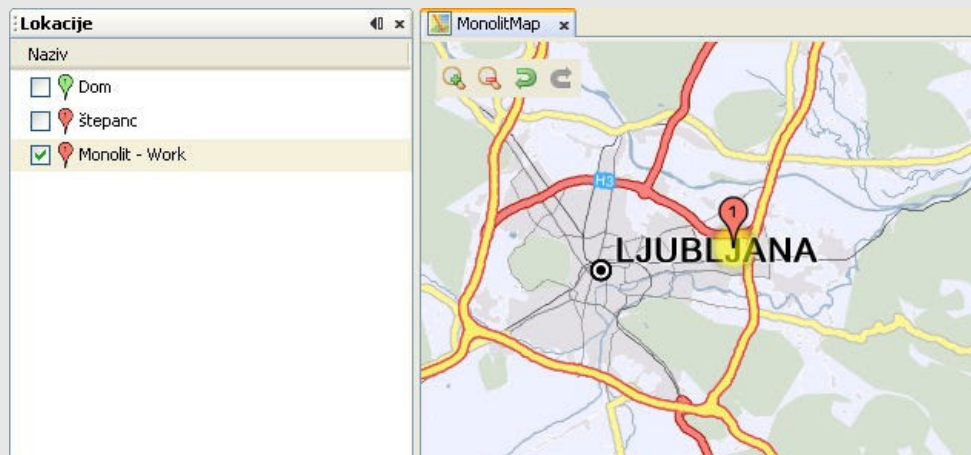 Lokacije
Naziv
Dom
štepanc
Monolit - Work
MonolitMap
H3
1
LJUBLJANA